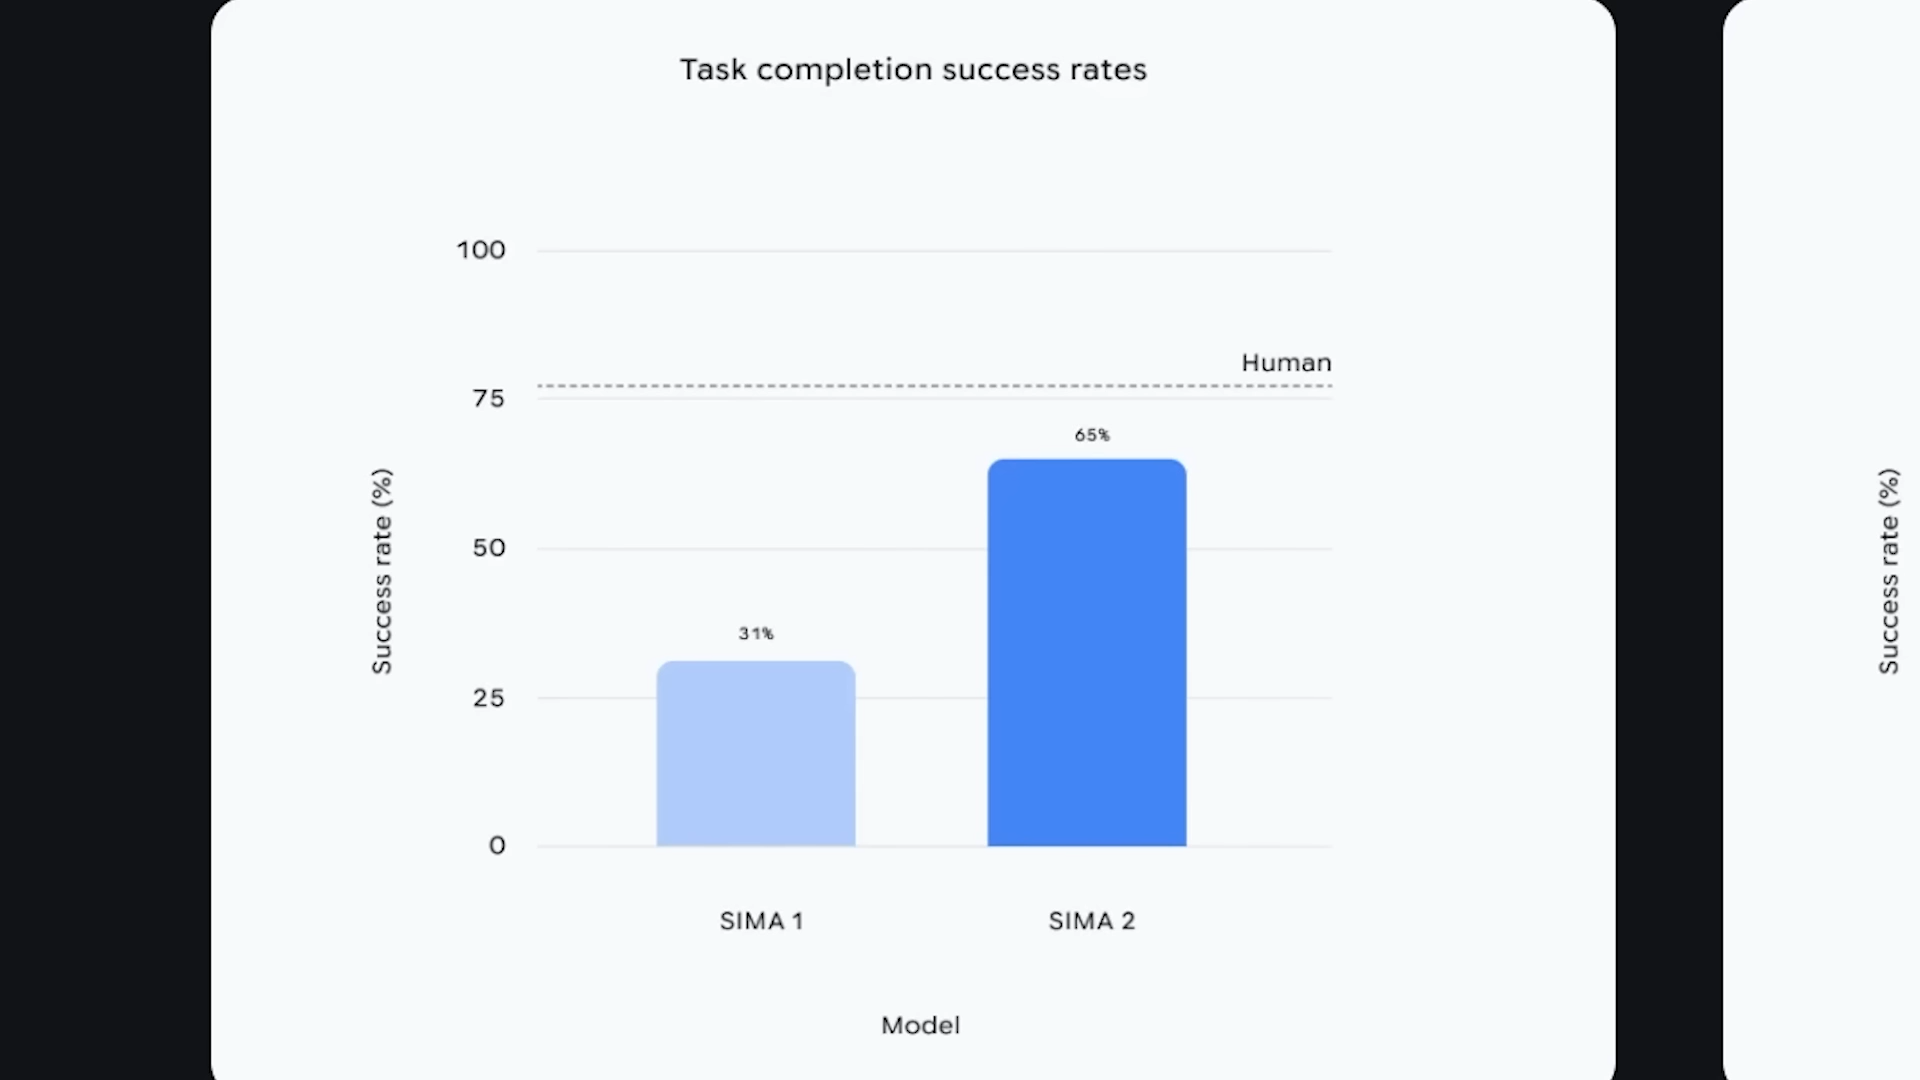 Task completion success rates
100
Human
75
65%
Success rate (%)
50
31%
25
0
SIMA 1
SIMA 2
Model
Success rate (%)